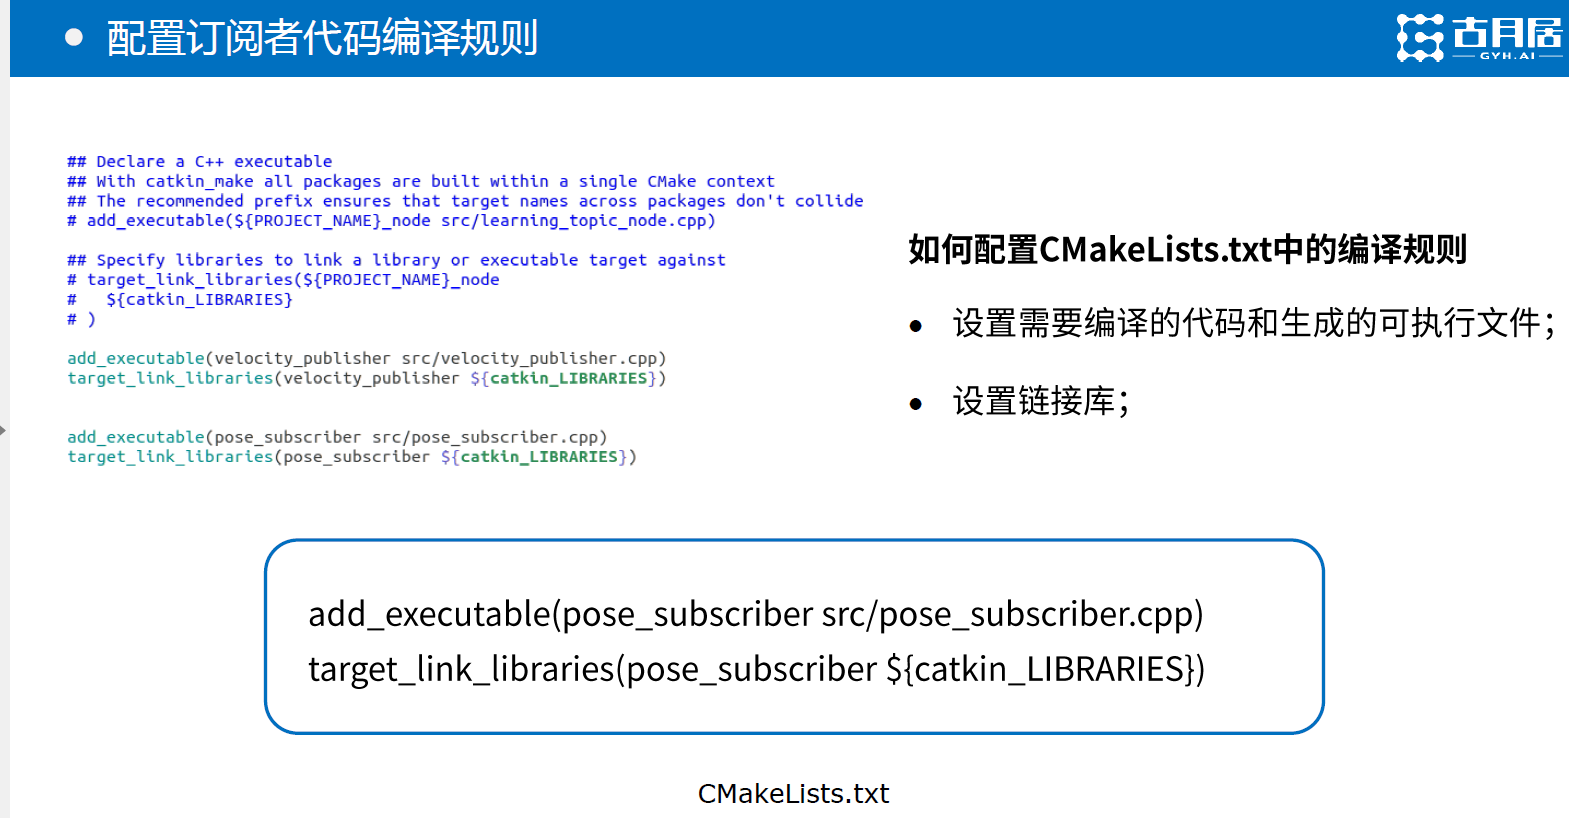 ● 配置订阅者代码编译规则
古月居
GYH.AI
## Declare a C++ executable
## With catkin_make all packages are built within a single CMake context
## The recommended prefix ensures that target names across packages don't collide
# add_executable(${PROJECT_NAME}_node src/learning_topic_node.cpp)
## Specify libraries to link a library or executable target against
# target_link_libraries(${PROJECT_NAME}_node
#   ${catkin_LIBRARIES}
# )
add_executable(velocity_publisher src/velocity_publisher.cpp)
target_link_libraries(velocity_publisher ${catkin_LIBRARIES})
add_executable(pose_subscriber src/pose_subscriber.cpp)
target_link_libraries(pose_subscriber ${catkin_LIBRARIES})
如何配置CMakeLists.txt中的编译规则
● 设置需要编译的代码和生成的可执行文件；
● 设置链接库；
add_executable(pose_subscriber src/pose_subscriber.cpp)
target_link_libraries(pose_subscriber ${catkin_LIBRARIES})
CMakeLists.txt